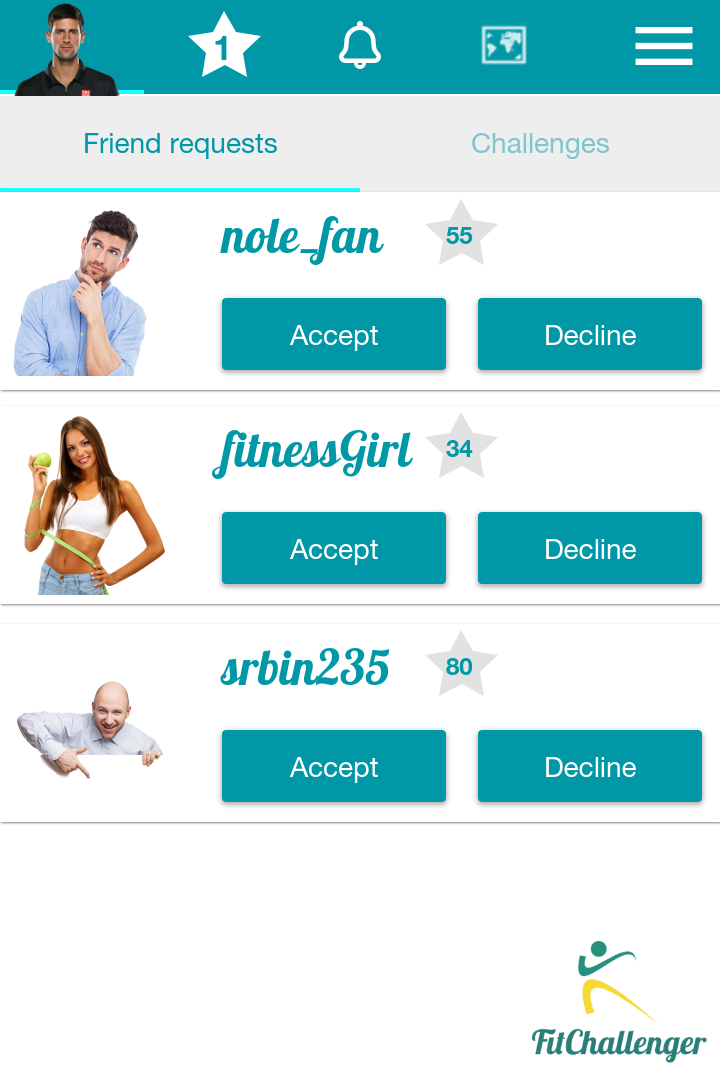 1
Friend requests Challenges
nole_fan 55
Accept Decline
fitnessGirl 34
Accept Decline
srbin235 80
Accept Decline
FitChallenger